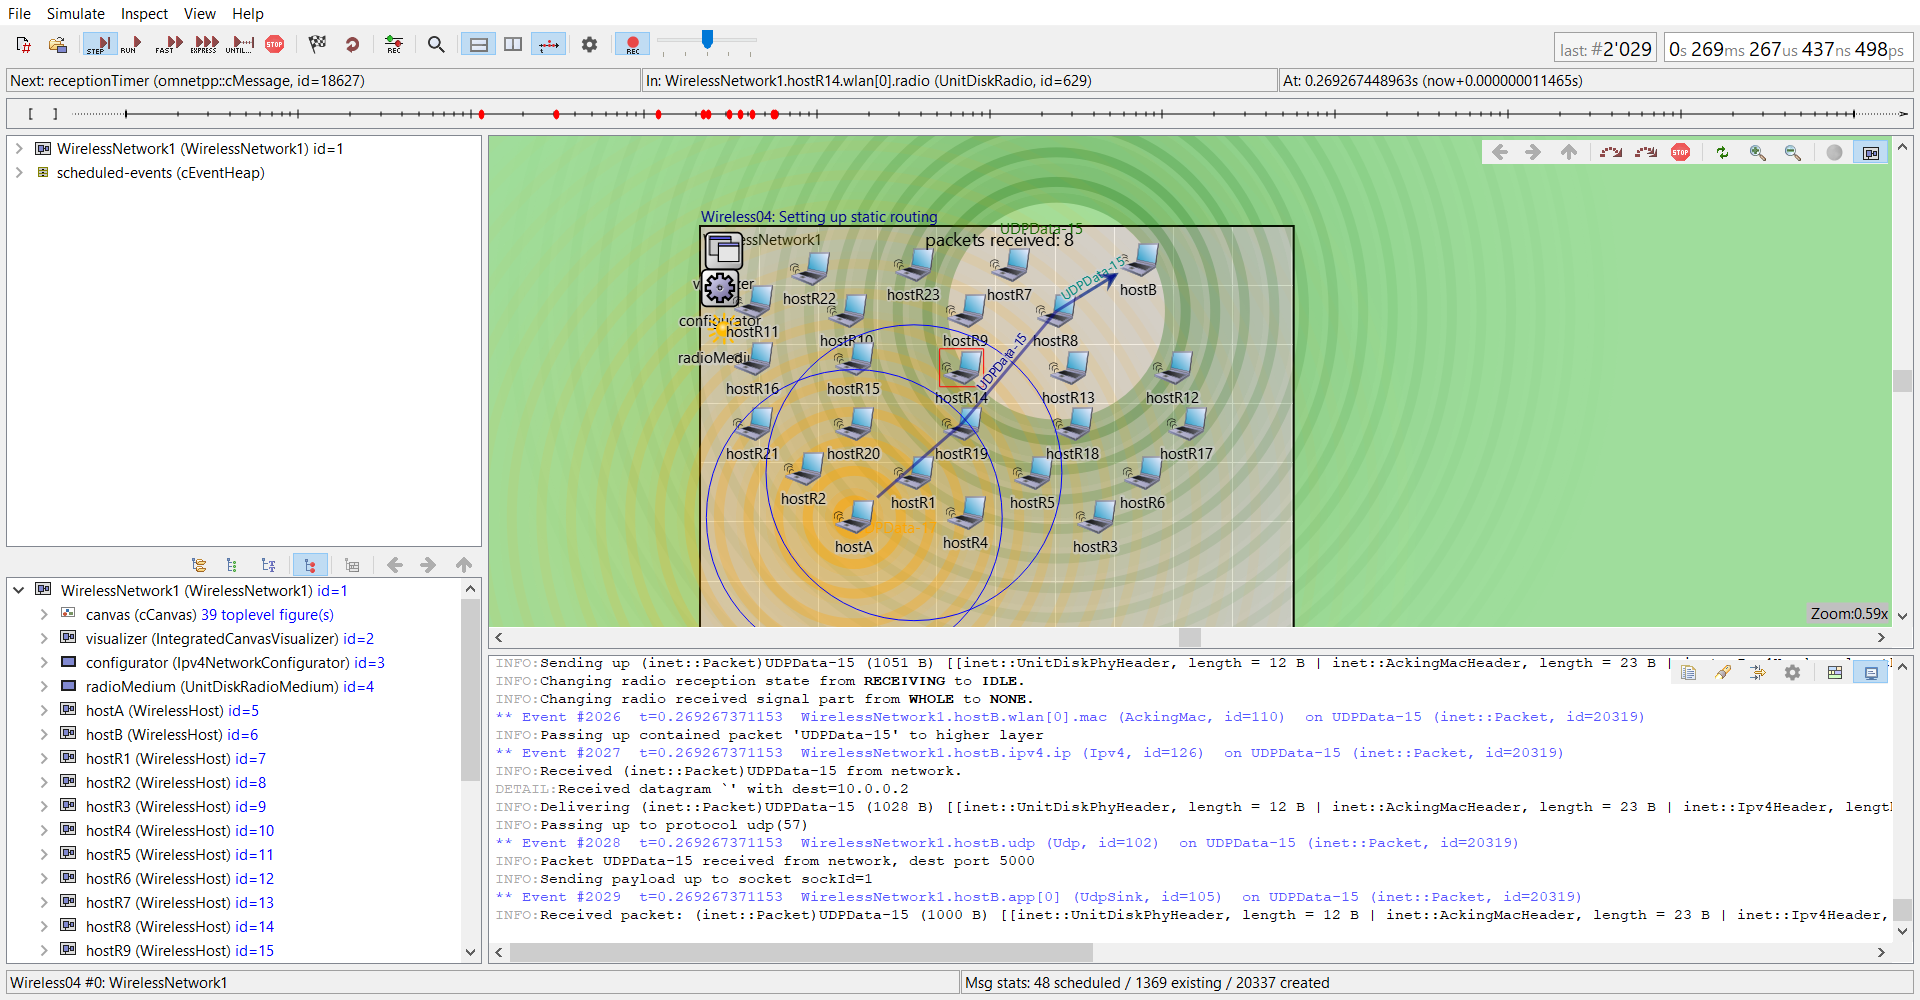 File Simulate Inspect View Help
STEP RUN FAST EXPRESS UNTIL... STOP REC REC
last: #2'029 0s 269ms 267us 437ns 498ps
Next: receptionTimer (omnetpp::cMessage, id=18627) In: WirelessNetwork1.hostR14.wlan[0].radio (UnitDiskRadio, id=629) At: 0.269267448963s (now+0.000000011465s)
[ ]
WirelessNetwork1 (WirelessNetwork1) id=1
scheduled-events (cEventHeap)
STOP
Wireless04: Setting up static routing
UDPData-15
packets received: 8
UDPData-15
hostB
hostR22
hostR23
hostR7
configurator
hostR11
hostR10
hostR9
hostR8
UDPData-15
hostR16
hostR15
hostR14
hostR13
hostR12
hostR21
hostR20
hostR19
hostR18
hostR17
hostR2
hostR1
hostR5
hostR6
hostA
hostR4
hostR3
Zoom:0.59x
WirelessNetwork1 (WirelessNetwork1) id=1
canvas (cCanvas) 39 toplevel figure(s)
visualizer (IntegratedCanvasVisualizer) id=2
configurator (Ipv4NetworkConfigurator) id=3
radioMedium (UnitDiskRadioMedium) id=4
hostA (WirelessHost) id=5
hostB (WirelessHost) id=6
hostR1 (WirelessHost) id=7
hostR2 (WirelessHost) id=8
hostR3 (WirelessHost) id=9
hostR4 (WirelessHost) id=10
hostR5 (WirelessHost) id=11
hostR6 (WirelessHost) id=12
hostR7 (WirelessHost) id=13
hostR8 (WirelessHost) id=14
hostR9 (WirelessHost) id=15
INFO:Sending up (inet::Packet)UDPData-15 (1051 B) [[inet::UnitDiskPhyHeader, length = 12 B | inet::AckingMacHeader, length = 23 B |
INFO:Changing radio reception state from RECEIVING to IDLE.
INFO:Changing radio received signal part from WHOLE to NONE.
** Event #2026 t=0.269267371153 WirelessNetwork1.hostB.wlan[0].mac (AckingMac, id=110) on UDPData-15 (inet::Packet, id=20319)
INFO:Passing up contained packet 'UDPData-15' to higher layer
** Event #2027 t=0.269267371153 WirelessNetwork1.hostB.ipv4.ip (Ipv4, id=126) on UDPData-15 (inet::Packet, id=20319)
INFO:Received (inet::Packet)UDPData-15 from network.
DETAIL:Received datagram `' with dest=10.0.0.2
INFO:Delivering (inet::Packet)UDPData-15 (1028 B) [[inet::UnitDiskPhyHeader, length = 12 B | inet::AckingMacHeader, length = 23 B | inet::Ipv4Header, lengt
INFO:Passing up to protocol udp(57)
** Event #2028 t=0.269267371153 WirelessNetwork1.hostB.udp (Udp, id=102) on UDPData-15 (inet::Packet, id=20319)
INFO:Packet UDPData-15 received from network, dest port 5000
INFO:Sending payload up to socket sockId=1
** Event #2029 t=0.269267371153 WirelessNetwork1.hostB.app[0] (UdpSink, id=105) on UDPData-15 (inet::Packet, id=20319)
INFO:Received packet: (inet::Packet)UDPData-15 (1000 B) [[inet::UnitDiskPhyHeader, length = 12 B | inet::AckingMacHeader, length = 23 B | inet::Ipv4Header,
Wireless04 #0: WirelessNetwork1 Msg stats: 48 scheduled / 1369 existing / 20337 created